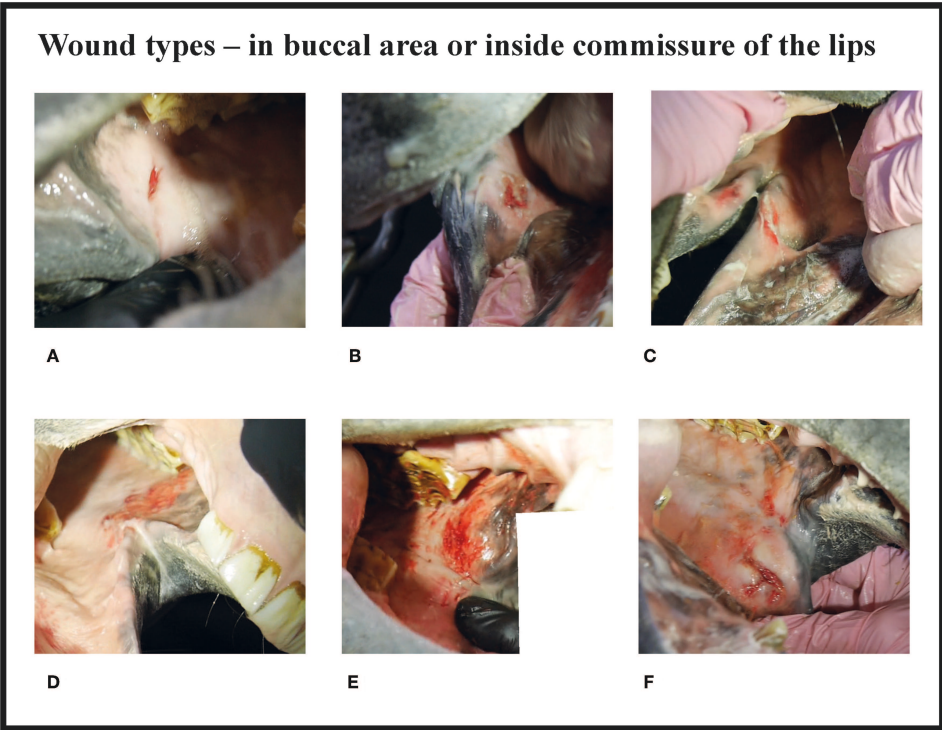 Wound types – in buccal area or inside commissure of the lips
A
B
C
D
E
F